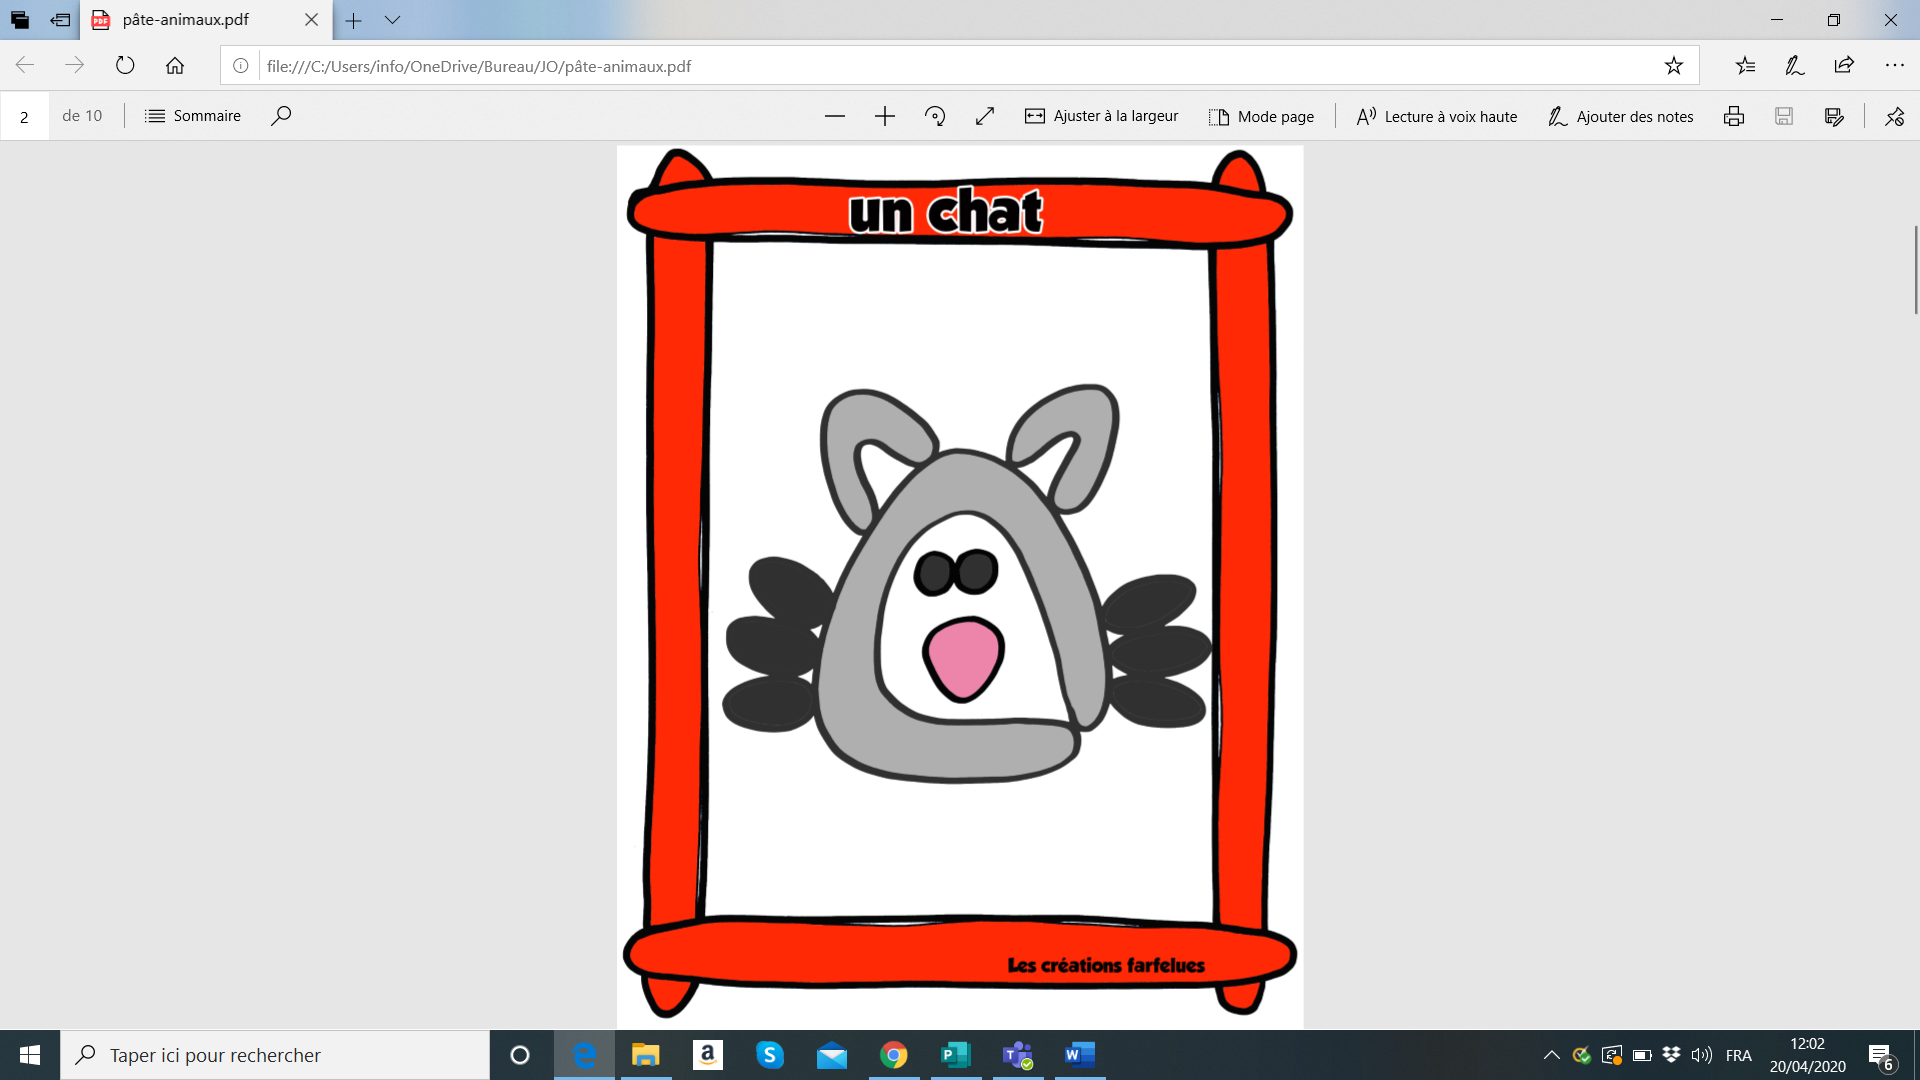 pâte-animaux.pdf
file:///C:/Users/info/OneDrive/Bureau/JO/pâte-animaux.pdf
2 de 10 Sommaire Ajuster à la largeur Mode page Lecture à voix haute Ajouter des notes
un chat
Les créations farfelues
Taper ici pour rechercher
FRA
12:02
20/04/2020
6